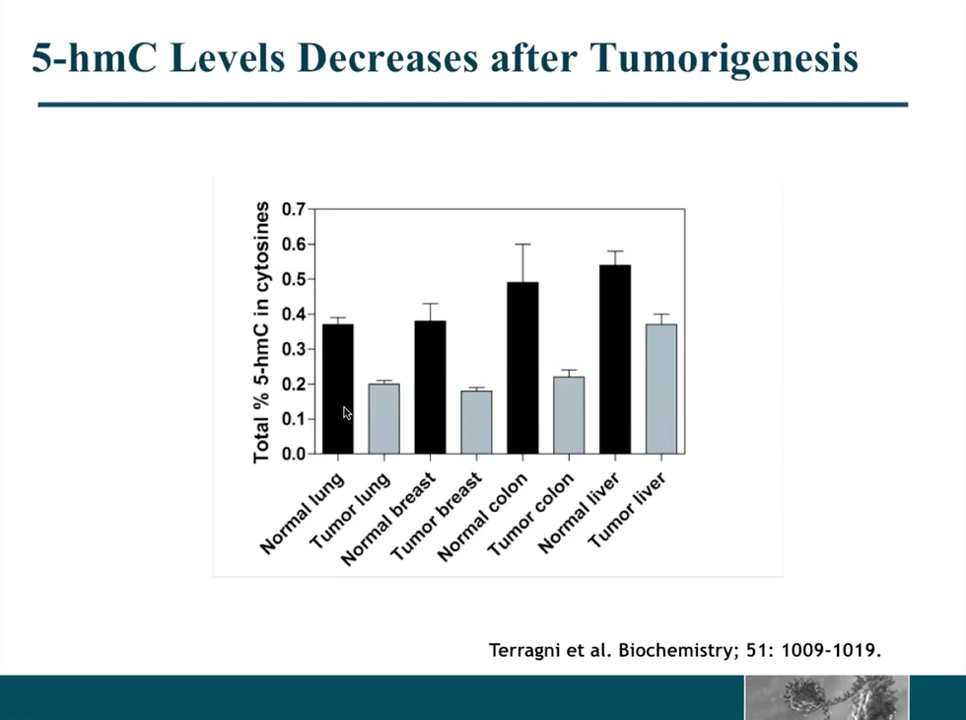 5-hmC Levels Decreases after Tumorigenesis
Total % 5-hmC in cytosines
0.7
0.6
0.5
0.4
0.3
0.2
0.1
0.0
Normal lung
Tumor lung
Normal breast
Tumor breast
Normal colon
Tumor colon
Normal liver
Tumor liver
Terragni et al. Biochemistry; 51: 1009-1019.